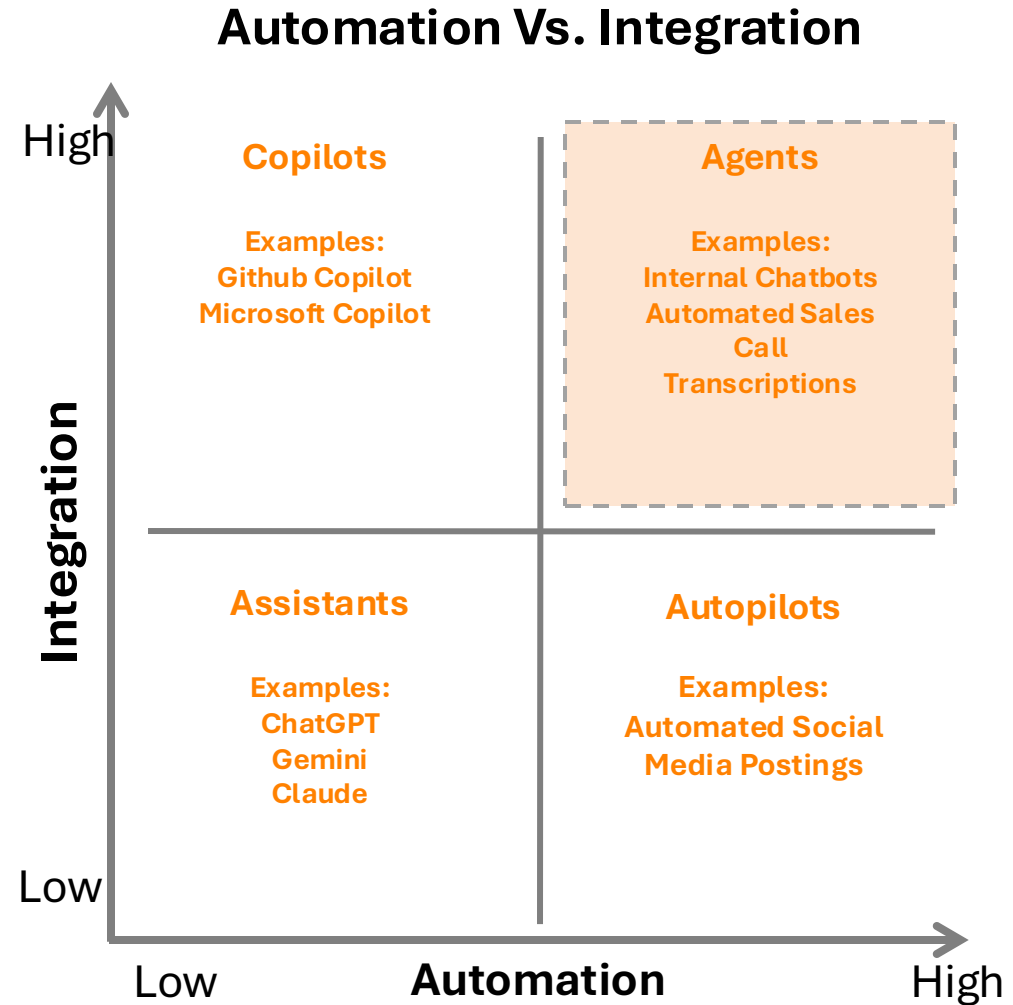 Automation Vs. Integration
High
Copilots
Examples:
Github Copilot
Microsoft Copilot
Agents
Examples:
Internal Chatbots
Automated Sales
Call
Transcriptions
Integration
Assistants
Examples:
ChatGPT
Gemini
Claude
Autopilots
Examples:
Automated Social
Media Postings
Low
Low
Automation
High